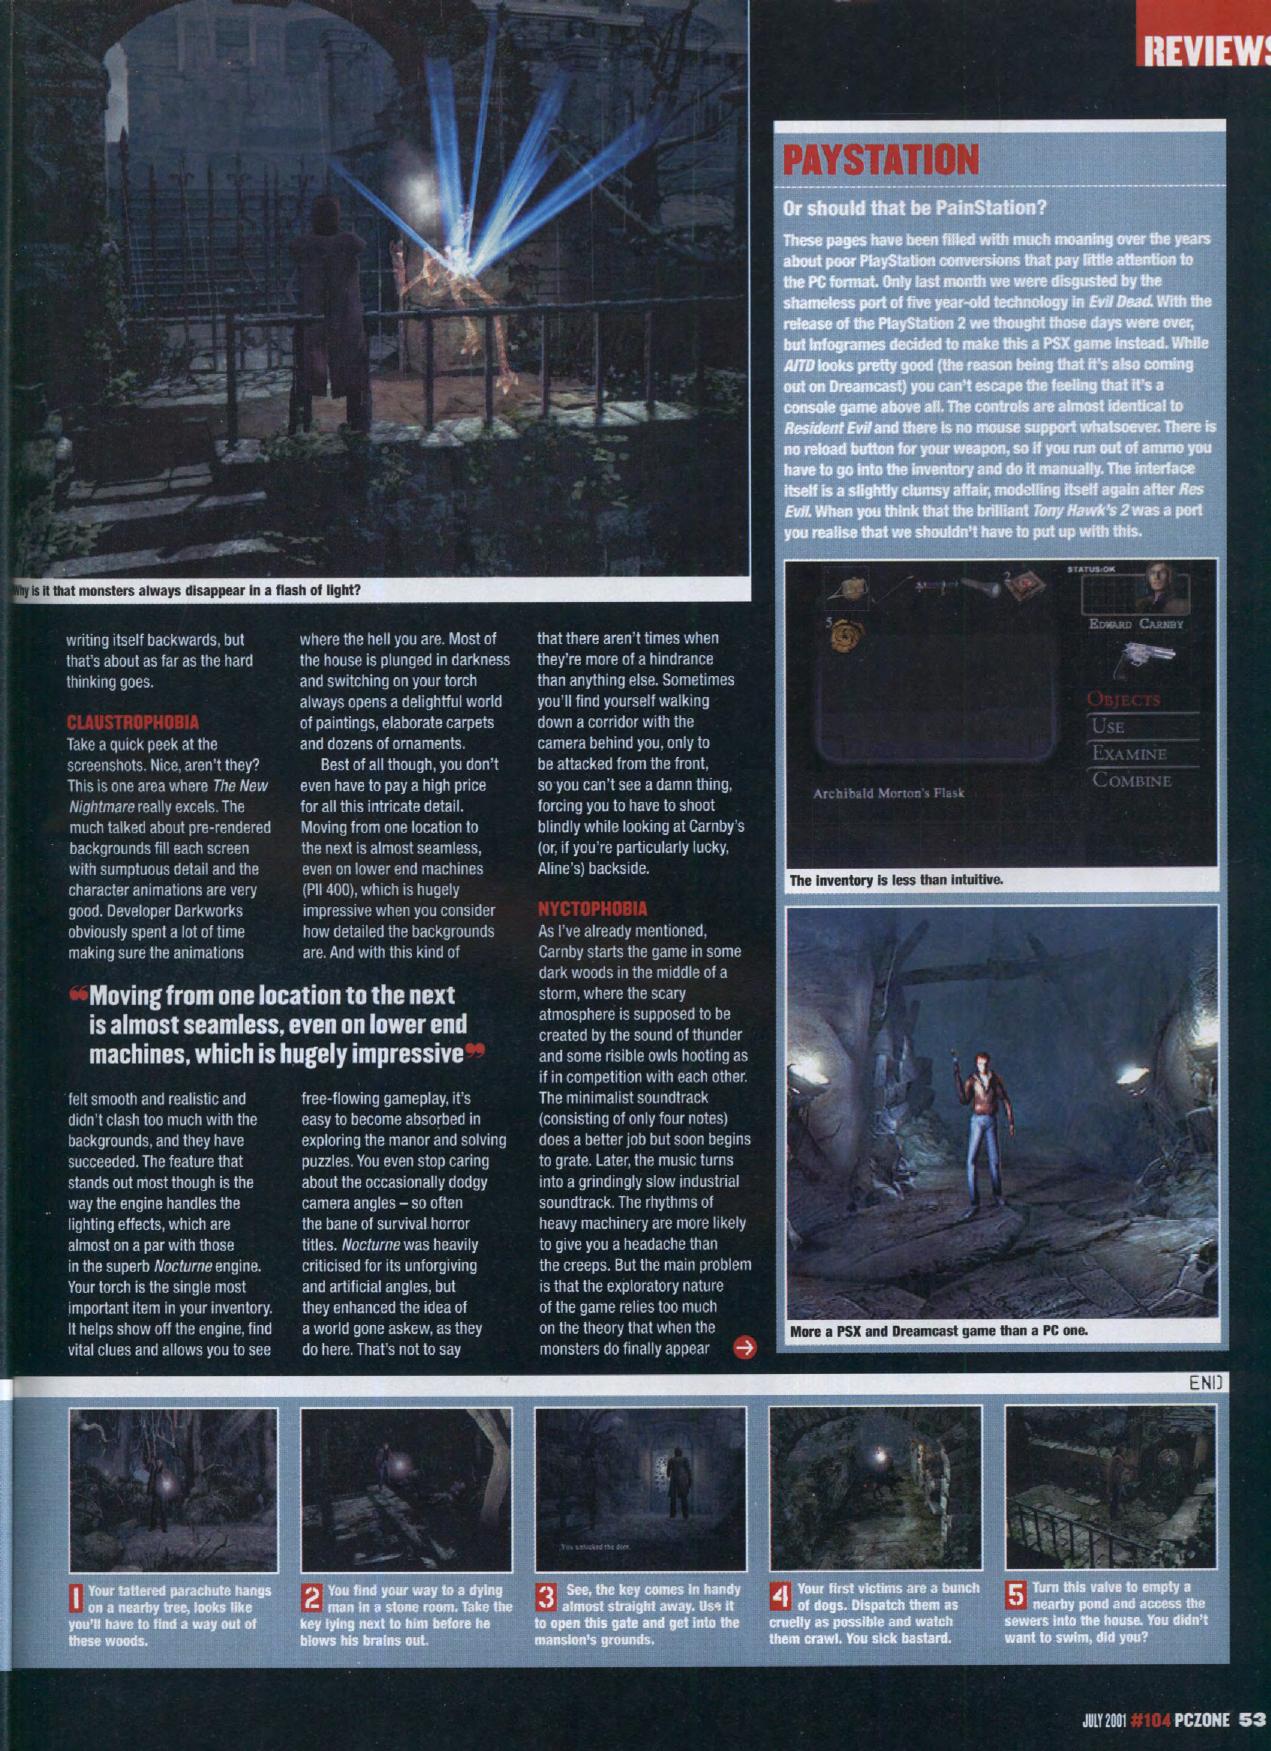 REVIEWS
Why is it that monsters always disappear in a flash of light?
writing itself backwards, but
that's about as far as the hard
thinking goes.
CLAUSTROPHOBIA
Take a quick peek at the
screenshots. Nice, aren't they?
This is one area where The New
Nightmare really excels. The
much talked about pre-rendered
backgrounds fill each screen
with sumptuous detail and the
character animations are very
good. Developer Darkworks
obviously spent a lot of time
making sure the animations
felt smooth and realistic and
didn't clash too much with the
backgrounds, and they have
succeeded. The feature that
stands out most though is the
way the engine handles the
lighting effects, which are
almost on a par with those
in the superb Nocturne engine.
Your torch is the single most
important item in your inventory.
It helps show off the engine, find
vital clues and allows you to see
where the hell you are. Most of
the house is plunged in darkness
and switching on your torch
always opens a delightful world
of paintings, elaborate carpets
and dozens of ornaments.
Best of all though, you don't
even have to pay a high price
for all this intricate detail.
Moving from one location to
the next is almost seamless,
even on lower end machines
(PII 400), which is hugely
impressive when you consider
how detailed the backgrounds
are. And with this kind of
free-flowing gameplay, it's
easy to become absorbed in
exploring the manor and solving
puzzles. You even stop caring
about the occasionally dodgy
camera angles – so often
the bane of survival horror
titles. Nocturne was heavily
criticised for its unforgiving
and artificial angles, but
they enhanced the idea of
a world gone askew, as they
do here. That's not to say
that there aren't times when
they're more of a hindrance
than anything else. Sometimes
you'll find yourself walking
down a corridor with the
camera behind you, only to
be attacked from the front,
so you can't see a damn thing,
forcing you to have to shoot
blindly while looking at Carnby's
(or, if you're particularly lucky,
Aline's) backside.
NYCTOPHOBIA
As I've already mentioned,
Carnby starts the game in some
dark woods in the middle of a
storm, where the scary
atmosphere is supposed to be
created by the sound of thunder
and some risible owls hooting as
if in competition with each other.
The minimalist soundtrack
(consisting of only four notes)
does a better job but soon begins
to grate. Later, the music turns
into a grindingly slow industrial
soundtrack. The rhythms of
heavy machinery are more likely
to give you a headache than
the creeps. But the main problem
is that the exploratory nature
of the game relies too much
on the theory that when the
monsters do finally appear
“Moving from one location to the next
is almost seamless, even on lower end
machines, which is hugely impressive”
PAYSTATION
Or should that be PainStation?
These pages have been filled with much moaning over the years
about poor PlayStation conversions that pay little attention to
the PC format. Only last month we were disgusted by the
shameless port of five year-old technology in Evil Dead. With the
release of the PlayStation 2 we thought those days were over,
but Infogrames decided to make this a PSX game instead. While
AITD looks pretty good (the reason being that it's also coming
out on Dreamcast) you can't escape the feeling that it's a
console game above all. The controls are almost identical to
Resident Evil and there is no mouse support whatsoever. There is
no reload button for your weapon, so if you run out of ammo you
have to go into the inventory and do it manually. The interface
itself is a slightly clumsy affair, modelling itself again after Res
Evil. When you think that the brilliant Tony Hawk's 2 was a port
you realise that we shouldn't have to put up with this.
STATUS:OK
2
5
EDWARD CARNBY
OBJECTS
USE
EXAMINE
COMBINE
Archibald Morton's Flask
The inventory is less than intuitive.
More a PSX and Dreamcast game than a PC one.
END
You unlocked the door.
1 Your tattered parachute hangs
on a nearby tree, looks like
you'll have to find a way out of
these woods.
2 You find your way to a dying
man in a stone room. Take the
key lying next to him before he
blows his brains out.
3 See, the key comes in handy
almost straight away. Use it
to open this gate and get into the
mansion's grounds.
4 Your first victims are a bunch
of dogs. Dispatch them as
cruelly as possible and watch
them crawl. You sick bastard.
5 Turn this valve to empty a
nearby pond and access the
sewers into the house. You didn't
want to swim, did you?
JULY 2001 #104 PCZONE 53